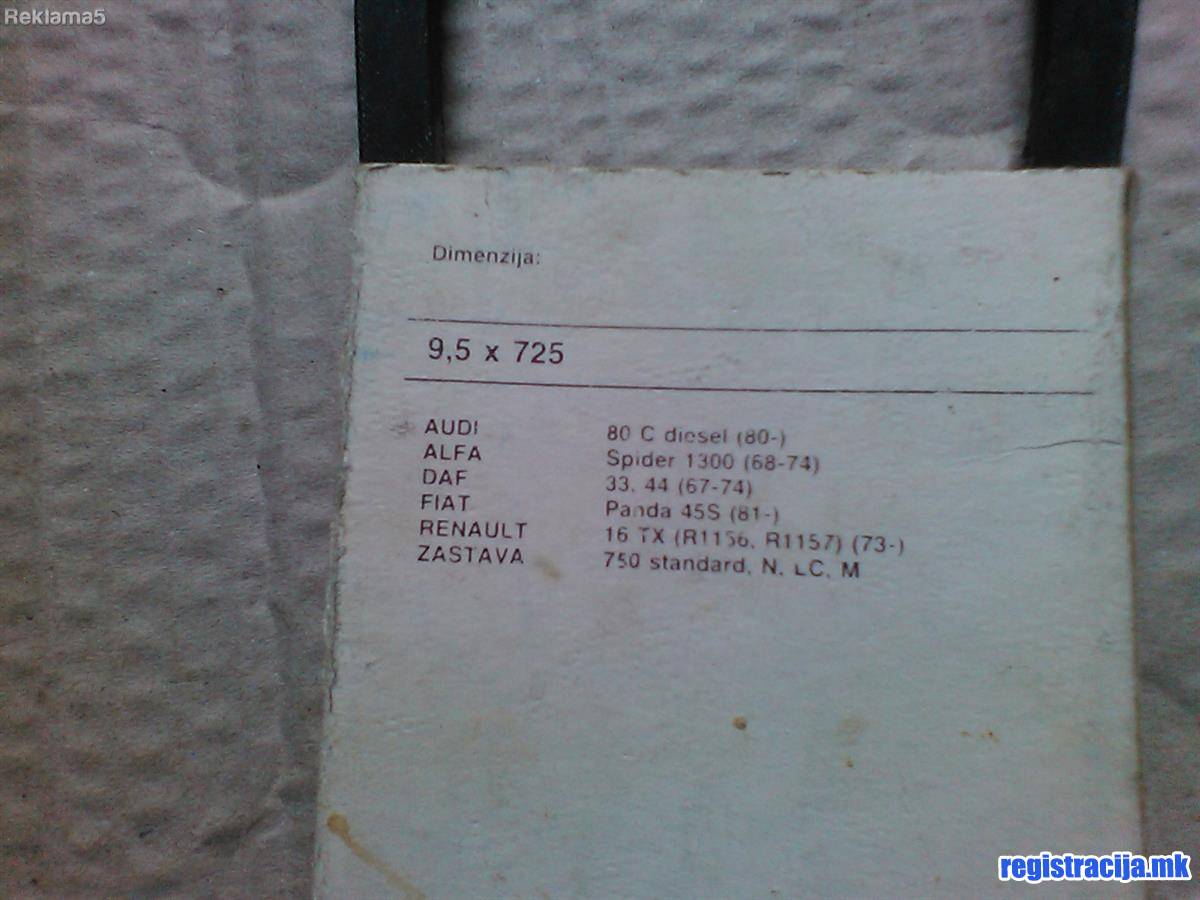 Reklama5
Dimenzija:
9,5 x 725
AUDI 80 C diesel (80-)
ALFA Spider 1300 (68-74)
DAF 33, 44 (67-74)
FIAT Panda 45S (81-)
RENAULT 16 TX (R1156, R1157) (73-)
ZASTAVA 750 standard, N, LC, M
registracija.mk